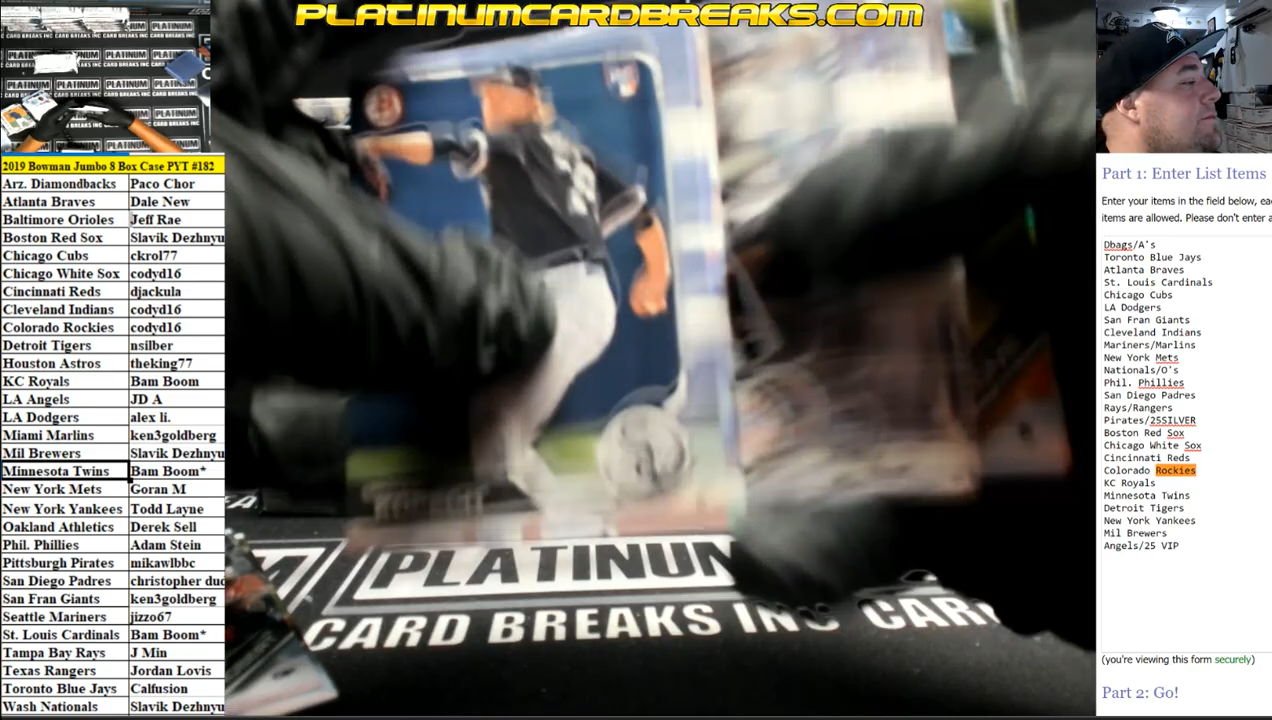 PLATINUMCARDBREAKS.COM
2019 Bowman Jumbo 8 Box Case PYT #182
Arz. Diamondbacks Paco Chor
Atlanta Braves Dale New
Baltimore Orioles Jeff Rae
Boston Red Sox Slavik Dezhnyu
Chicago Cubs ckrol77
Chicago White Sox codyd16
Cincinnati Reds djackula
Cleveland Indians codyd16
Colorado Rockies codyd16
Detroit Tigers nsilber
Houston Astros theking77
KC Royals Bam Boom
LA Angels JD A
LA Dodgers alex li.
Miami Marlins ken3goldberg
Mil Brewers Slavik Dezhnyu
Minnesota Twins Bam Boom*
New York Mets Goran M
New York Yankees Todd Layne
Oakland Athletics Derek Sell
Phil. Phillies Adam Stein
Pittsburgh Pirates mikawlbbc
San Diego Padres christopher dud
San Fran Giants ken3goldberg
Seattle Mariners jizzo67
St. Louis Cardinals Bam Boom*
Tampa Bay Rays J Min
Texas Rangers Jordan Lovis
Toronto Blue Jays Calfusion
Wash Nationals Slavik Dezhnyu
PLATINUM
CARD BREAKS INC CAR
Part 1: Enter List Items
Enter your items in the field below, eac
items are allowed. Please don't enter a
Dbags/A's
Toronto Blue Jays
Atlanta Braves
St. Louis Cardinals
Chicago Cubs
LA Dodgers
San Fran Giants
Cleveland Indians
Mariners/Marlins
New York Mets
Nationals/O's
Phil. Phillies
San Diego Padres
Rays/Rangers
Pirates/25SILVER
Boston Red Sox
Chicago White Sox
Cincinnati Reds
Colorado Rockies
KC Royals
Minnesota Twins
Detroit Tigers
New York Yankees
Mil Brewers
Angels/25 VIP
(you're viewing this form securely)
Part 2: Go!